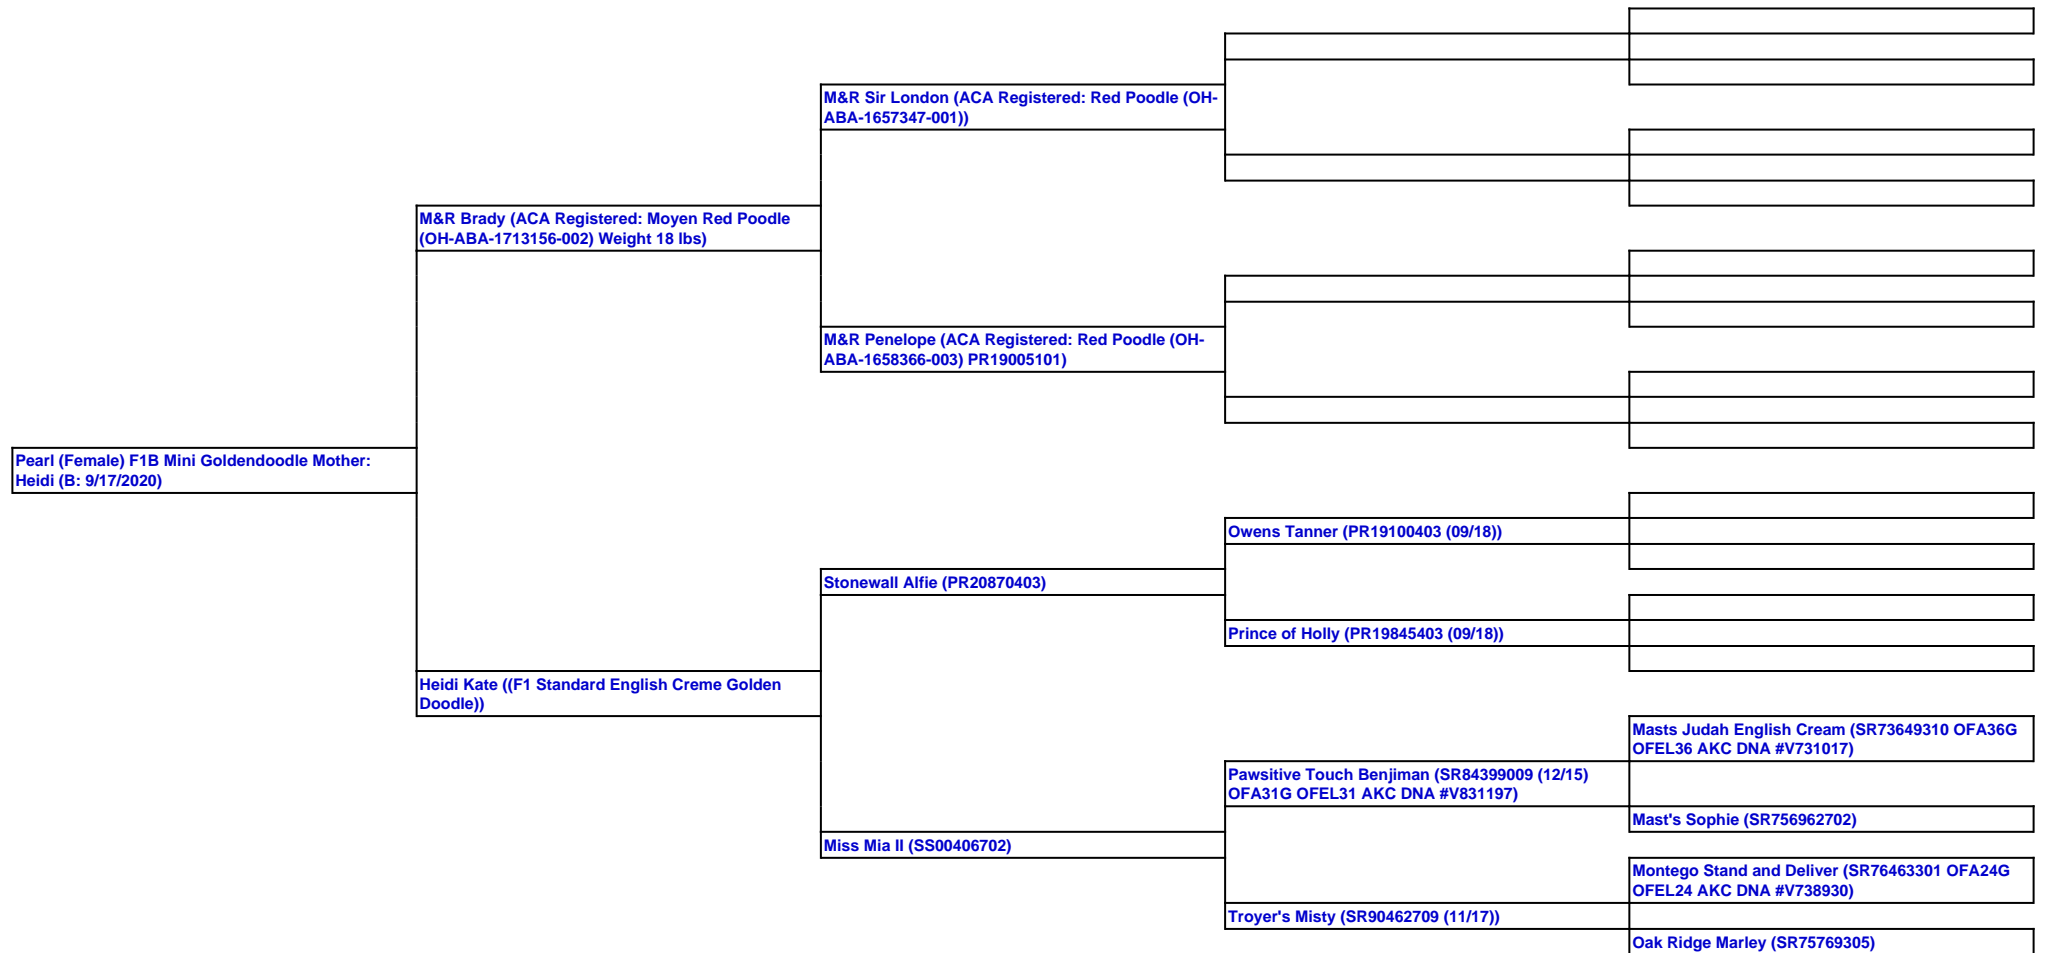 M&R Sir London (ACA Registered: Red Poodle (OH-
ABA-1657347-001))
M&R Brady (ACA Registered: Moyen Red Poodle
(OH-ABA-1713156-002) Weight 18 lbs)
M&R Penelope (ACA Registered: Red Poodle (OH-
ABA-1658366-003) PR19005101)
Pearl (Female) F1B Mini Goldendoodle Mother:
Heidi (B: 9/17/2020)
Owens Tanner (PR19100403 (09/18))
Stonewall Alfie (PR20870403)
Prince of Holly (PR19845403 (09/18))
Heidi Kate ((F1 Standard English Creme Golden
Doodle))
Masts Judah English Cream (SR73649310 OFA36G
OFEL36 AKC DNA #V731017)
Pawsitive Touch Benjiman (SR84399009 (12/15)
OFA31G OFEL31 AKC DNA #V831197)
Mast's Sophie (SR756962702)
Miss Mia II (SS00406702)
Montego Stand and Deliver (SR76463301 OFA24G
OFEL24 AKC DNA #V738930)
Troyer's Misty (SR90462709 (11/17))
Oak Ridge Marley (SR75769305)